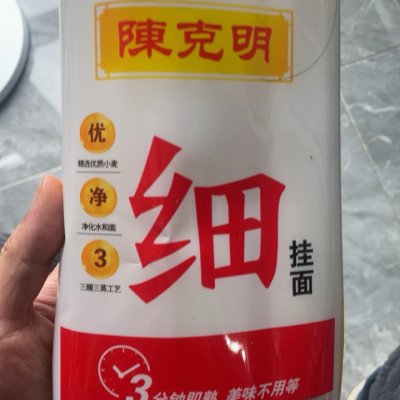 陳克明
优
精选优质小麦
净
净化水和面
3
三醒三蒸工艺
细
挂面
3分钟即熟 美味不用等